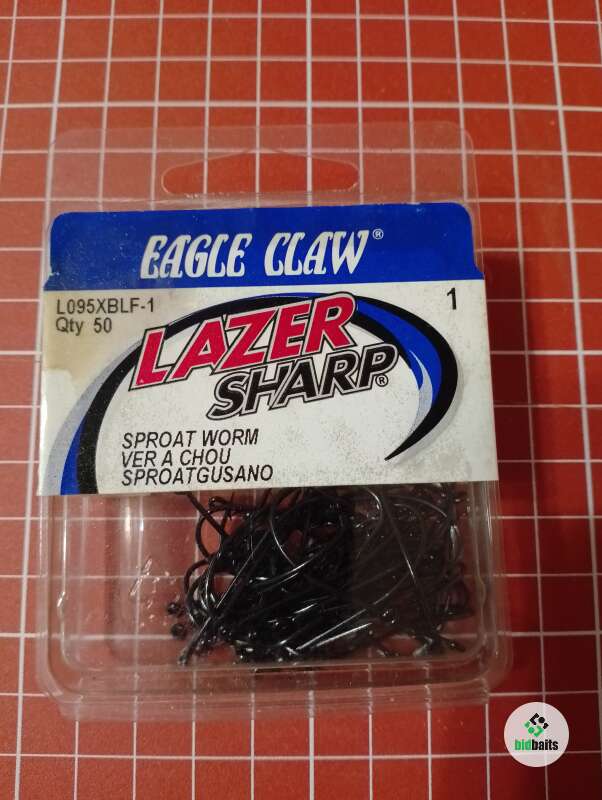 EAGLE CLAW®
L095XBLF-1
Qty 50
1
LAZER
SHARP®
SPROAT WORM
VER A CHOU
SPROATGUSANO
bidbaits